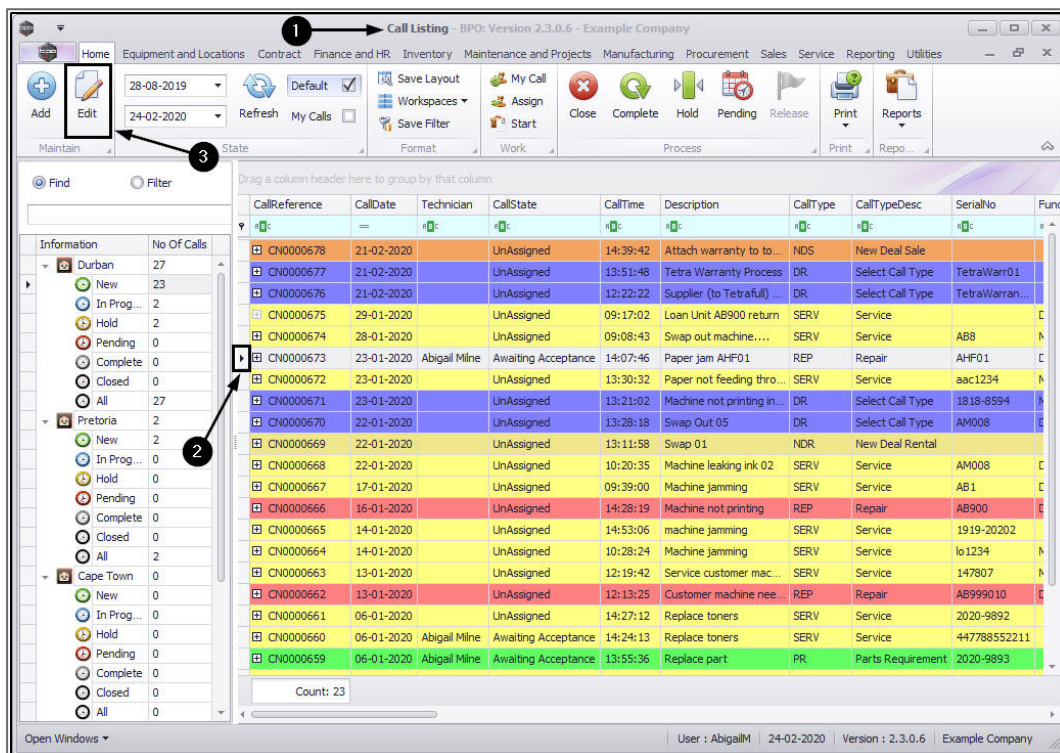 1
Call Listing - BPO: Version 2.3.0.6 - Example Company
Home Equipment and Locations Contract Finance and HR Inventory Maintenance and Projects Manufacturing Procurement Sales Service Reporting Utilities
Add Edit 28-08-2019 24-02-2020 Refresh Default My Calls Save Layout Workspaces Save Filter My Call Assign Start Close Complete Hold Pending Release Print Reports
Maintain State Format Work Process Print Repo...
3
Find Filter
Drag a column header here to group by that column
CallReference CallDate Technician CallState CallTime Description CallType CallTypeDesc SerialNo Func
=
CN0000678 21-02-2020 UnAssigned 14:39:42 Attach warranty to to... NDS New Deal Sale
CN0000677 21-02-2020 UnAssigned 13:51:48 Tetra Warranty Process DR Select Call Type TetraWarr01
CN0000676 21-02-2020 UnAssigned 12:22:22 Supplier (to Tetrafull) ... DR Select Call Type TetraWarran...
CN0000675 29-01-2020 UnAssigned 09:17:02 Loan Unit AB900 return SERV Service
CN0000674 28-01-2020 UnAssigned 09:08:43 Swap out machine.... SERV Service AB8
CN0000673 23-01-2020 Abigail Milne Awaiting Acceptance 14:07:46 Paper jam AHF01 REP Repair AHF01
CN0000672 23-01-2020 UnAssigned 13:30:32 Paper not feeding thro... SERV Service aac1234
CN0000671 23-01-2020 UnAssigned 13:21:02 Machine not printing in... DR Select Call Type 1818-8594
CN0000670 22-01-2020 UnAssigned 13:28:18 Swap Out 05 DR Select Call Type AM008
CN0000669 22-01-2020 UnAssigned 13:11:58 Swap 01 NDR New Deal Rental
CN0000668 22-01-2020 UnAssigned 10:20:35 Machine leaking ink 02 SERV Service AM008
CN0000667 17-01-2020 UnAssigned 09:39:00 Machine jamming SERV Service AB1
CN0000666 16-01-2020 UnAssigned 14:28:19 Machine not printing REP Repair AB900
CN0000665 14-01-2020 UnAssigned 14:53:06 machine jamming SERV Service 1919-20202
CN0000664 14-01-2020 UnAssigned 10:28:24 Machine jamming SERV Service lo1234
CN0000663 13-01-2020 UnAssigned 12:19:42 Service customer mac... SERV Service 147807
CN0000662 13-01-2020 UnAssigned 12:13:25 Customer machine nee... REP Repair AB999010
CN0000661 06-01-2020 UnAssigned 14:27:12 Replace toners SERV Service 2020-9892
CN0000660 06-01-2020 Abigail Milne Awaiting Acceptance 14:24:13 Replace toners SERV Service 447788552211
CN0000659 06-01-2020 Abigail Milne Awaiting Acceptance 13:55:36 Replace part PR Parts Requirement 2020-9893
Count: 23
2
Information No Of Calls
Durban 27
New 23
In Prog... 2
Hold 2
Pending 0
Complete 0
Closed 0
All 27
Pretoria 2
New 2
In Prog... 0
Hold 0
Pending 0
Complete 0
Closed 0
All 2
Cape Town 0
New 0
In Prog... 0
Hold 0
Pending 0
Complete 0
Closed 0
All 0
Open Windows User : AbigailM 24-02-2020 Version : 2.3.0.6 Example Company